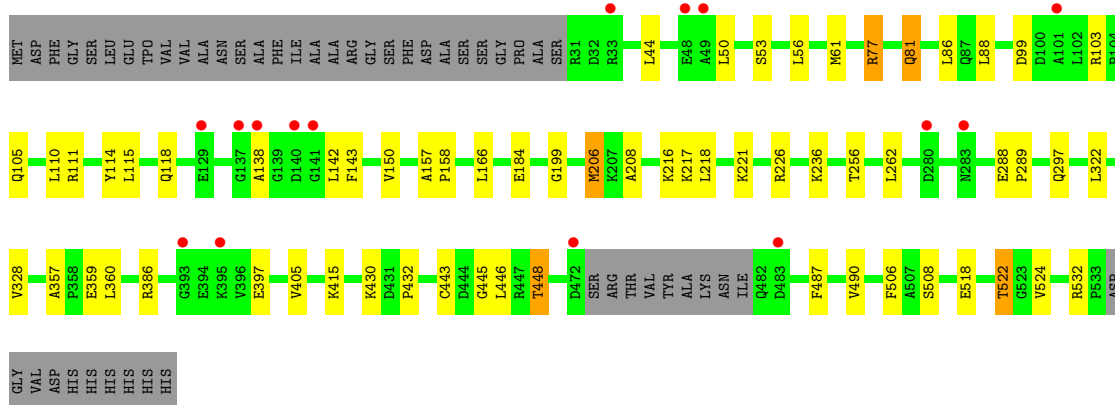 MET ASP PHE GLY SER LEU GLU TPO VAL VAL ALA ASN SER ALA PHE ILE ALA ALA ARG GLY SER PHE ASP ALA SER SER GLY PRO ALA SER R31 D32 R33 L44 E48 A49 L50 S53 L56 M61 R77 Q81 L86 Q87 L88 D99 D100 A101 L102 R103
Q105 L110 R111 Y114 L115 Q118 E129 G137 A138 G139 D140 G141 L142 F143 V150 A157 P158 L166 E184 G199 M206 K207 A208 K216 K217 L218 K221 R226 K236 T256 L262 D280 N283 E288 P289 Q297 L322
V328 A357 P358 E359 L360 R386 G393 E394 K395 V396 E397 V405 K415 K430 D431 P432 C443 D444 G445 L446 R447 T448 D472 SER ARG THR VAL TYR ALA LYS ASN ILE Q482 D483 F487 V490 F506 A507 S508 E518 T522 G523 V524 R532 P533 ASP
GLY VAL ASP HIS HIS HIS HIS HIS HIS